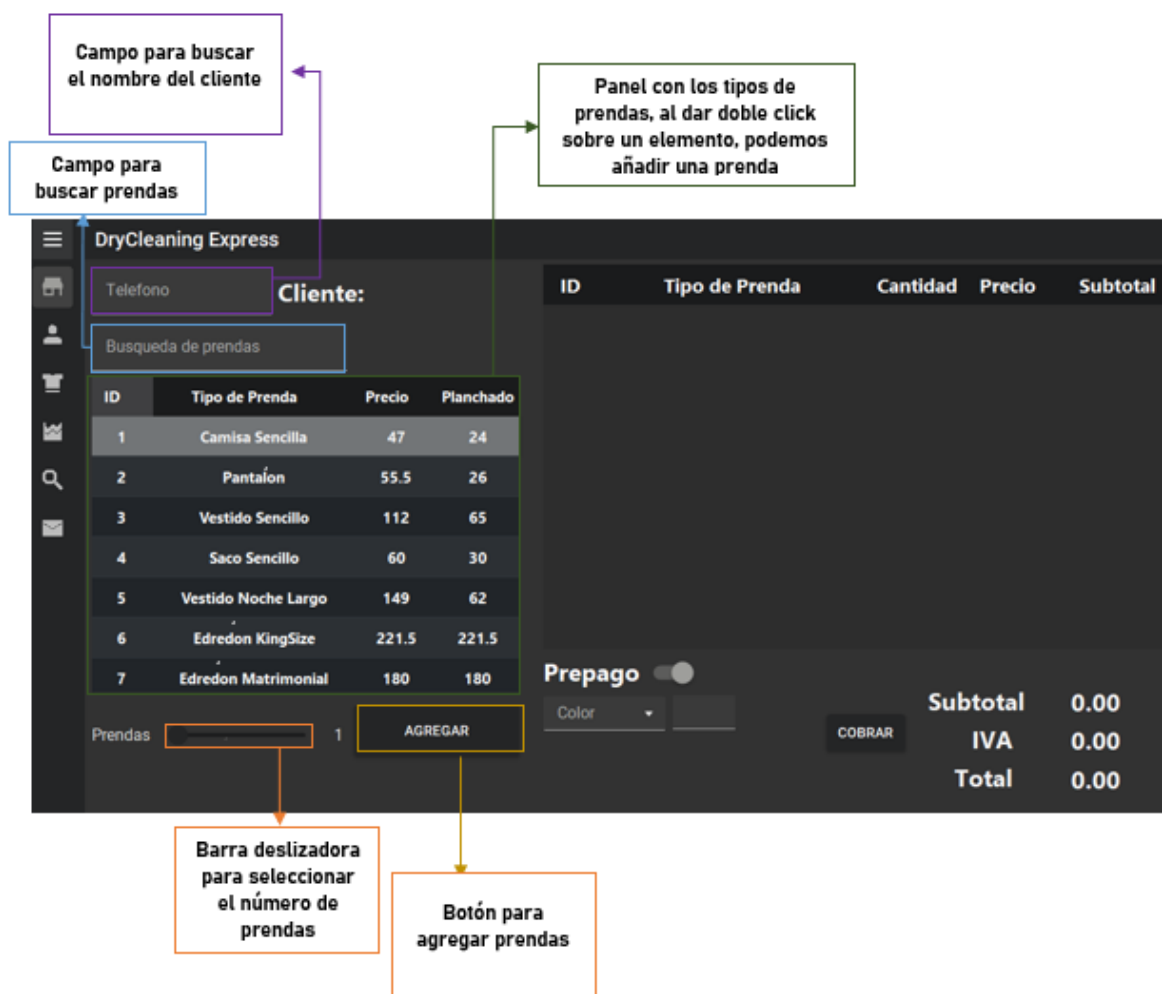 Campo para buscar
el nombre del cliente
Panel con los tipos de
prendas, al dar doble click
sobre un elemento, podemos
añadir una prenda
Campo para
buscar prendas
DryCleaning Express
Telefono
Cliente:
Busqueda de prendas
ID Tipo de Prenda Precio Planchado
1 Camisa Sencilla 47 24
2 Pantalón 55.5 26
3 Vestido Sencillo 112 65
4 Saco Sencillo 60 30
5 Vestido Noche Largo 149 62
6 Edredon KingSize 221.5 221.5
7 Edredon Matrimonial 180 180
Prendas 1 AGREGAR
ID Tipo de Prenda Cantidad Precio Subtotal
Prepago
Color
COBRAR
Subtotal 0.00
IVA 0.00
Total 0.00
Barra deslizadora
para seleccionar
el número de
prendas
Botón para
agregar prendas